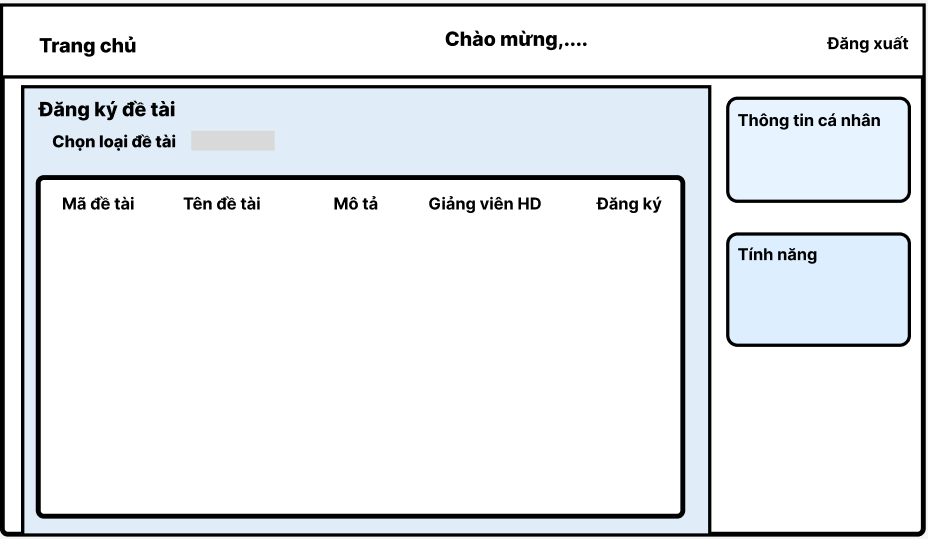 Trang chủ
Chào mừng,....
Đăng xuất
Đăng ký đề tài
Chọn loại đề tài
Mã đề tài
Tên đề tài
Mô tả
Giảng viên HD
Đăng ký
Thông tin cá nhân
Tính năng